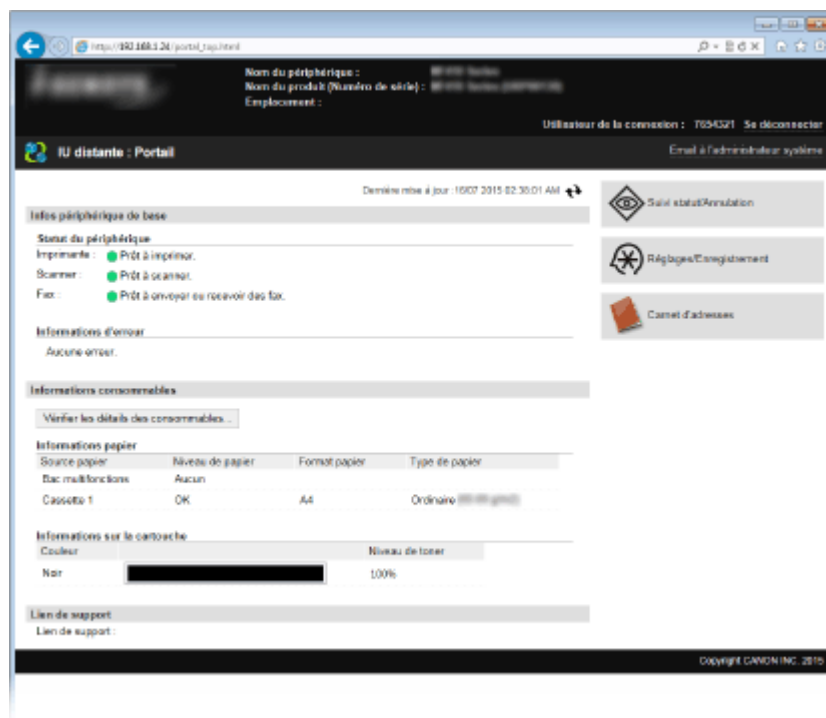 http://192.168.1.24/portal_top.html
Nom du périphérique :
Nom du produit (Numéro de série) :
Emplacement :
Utilisateur de la connexion : 7654321 Se déconnecter
IU distante : Portail
Email à l'administrateur système
Dernière mise à jour :16/07 2015 02:38:01 AM
Infos périphérique de base
Statut du périphérique
Imprimante : Prêt à imprimer.
Scanner : Prêt à scanner.
Fax : Prêt à envoyer ou recevoir des fax.
Informations d'erreur
Aucune erreur.
Informations consommables
Vérifier les détails des consommables...
Informations papier
Source papier Niveau de papier Format papier Type de papier
Bac multifonctions Aucun
Cassette 1 OK A4 Ordinaire
Informations sur la cartouche
Couleur Niveau de toner
Noir 100%
Lien de support
Lien de support :
Suivi statut/Annulation
Réglages/Enregistrement
Carnet d'adresses
Copyright CANON INC. 2015